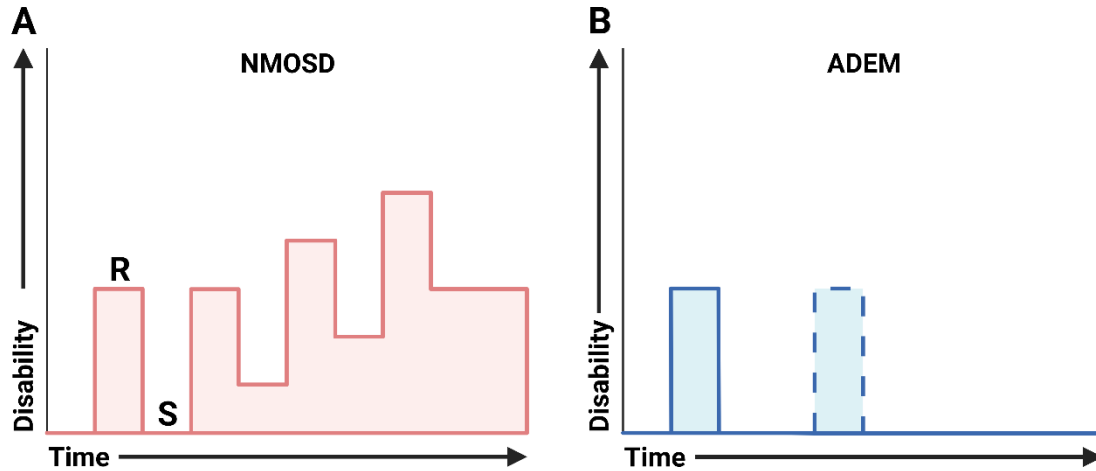 A
NMOSD
R
S
Disability
Time
B
ADEM
Disability
Time